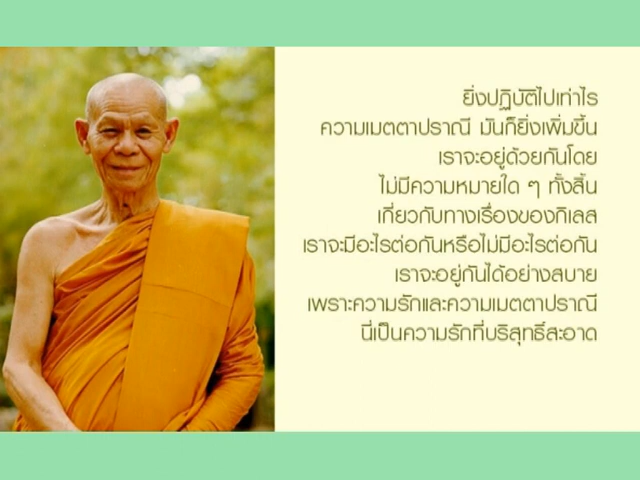 ยิ่งปฏิบัติไปเท่าไร
ความเมตตาปราณี มันก็ยิ่งเพิ่มขึ้น
เราจะอยู่ด้วยกันโดย
ไม่มีความหมายใด ๆ ทั้งสิ้น
เกี่ยวกับทางเรื่องของกิเลส
เราจะมีอะไรต่อกันหรือไม่มีอะไรต่อกัน
เราจะอยู่กันได้อย่างสบาย
เพราะความรักและความเมตตาปราณี
นี่เป็นความรักที่บริสุทธิ์สะอาด